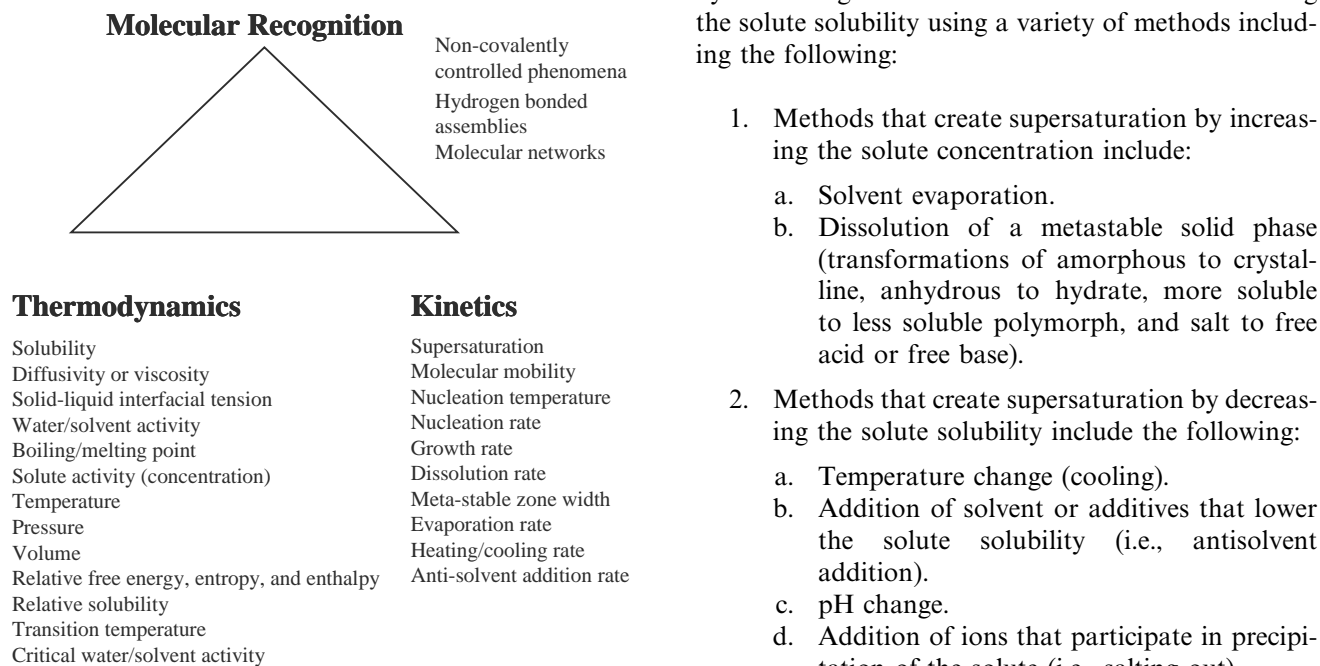 Molecular Recognition
Non-covalently
controlled phenomena
Hydrogen bonded
assemblies
Molecular networks
Thermodynamics
Solubility
Diffusivity or viscosity
Solid-liquid interfacial tension
Water/solvent activity
Boiling/melting point
Solute activity (concentration)
Temperature
Pressure
Volume
Relative free energy, entropy, and enthalpy
Relative solubility
Transition temperature
Critical water/solvent activity
Kinetics
Supersaturation
Molecular mobility
Nucleation temperature
Nucleation rate
Growth rate
Dissolution rate
Meta-stable zone width
Evaporation rate
Heating/cooling rate
Anti-solvent addition rate
the solute solubility using a variety of methods includ-
ing the following:
1. Methods that create supersaturation by increas-
ing the solute concentration include:
a. Solvent evaporation.
b. Dissolution of a metastable solid phase
(transformations of amorphous to crystal-
line, anhydrous to hydrate, more soluble
to less soluble polymorph, and salt to free
acid or free base).
2. Methods that create supersaturation by decreas-
ing the solute solubility include the following:
a. Temperature change (cooling).
b. Addition of solvent or additives that lower
the solute solubility (i.e., antisolvent
addition).
c. pH change.
d. Addition of ions that participate in precipi-
tation of the solute (i.e., salting out)